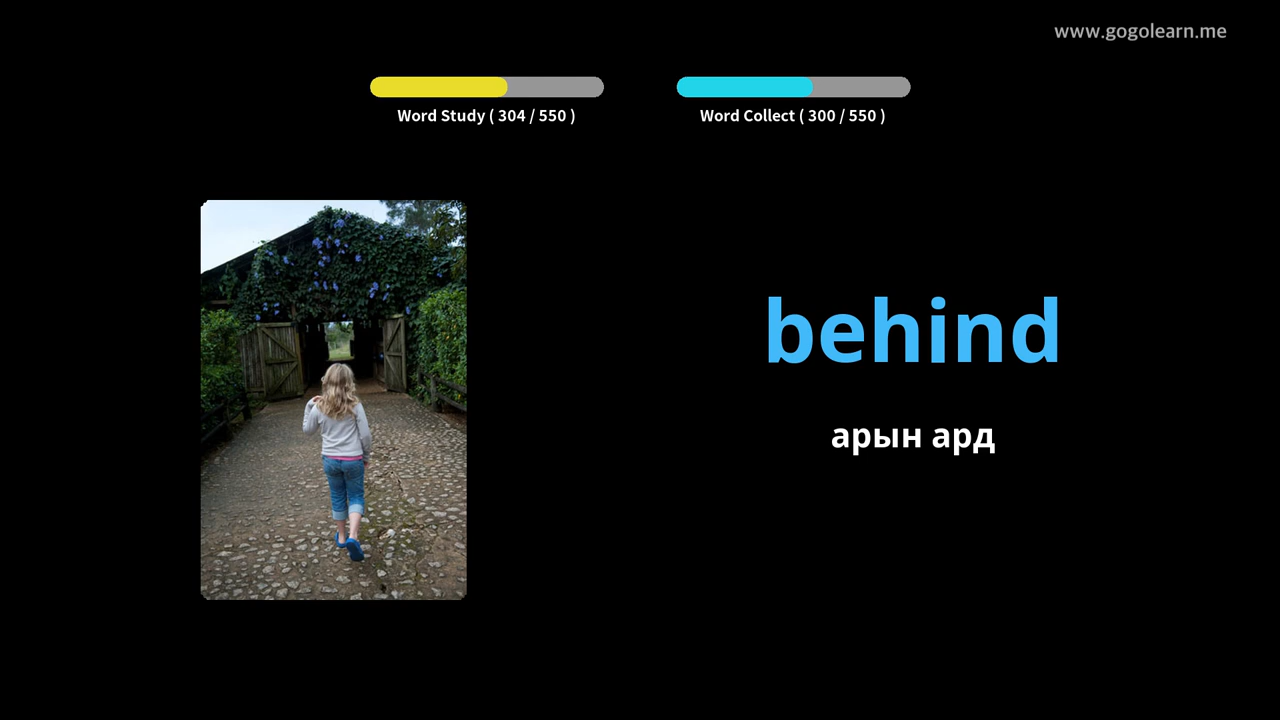 www.gogolearn.me
Word Study ( 304 / 550 )
Word Collect ( 300 / 550 )
behind
арын ард